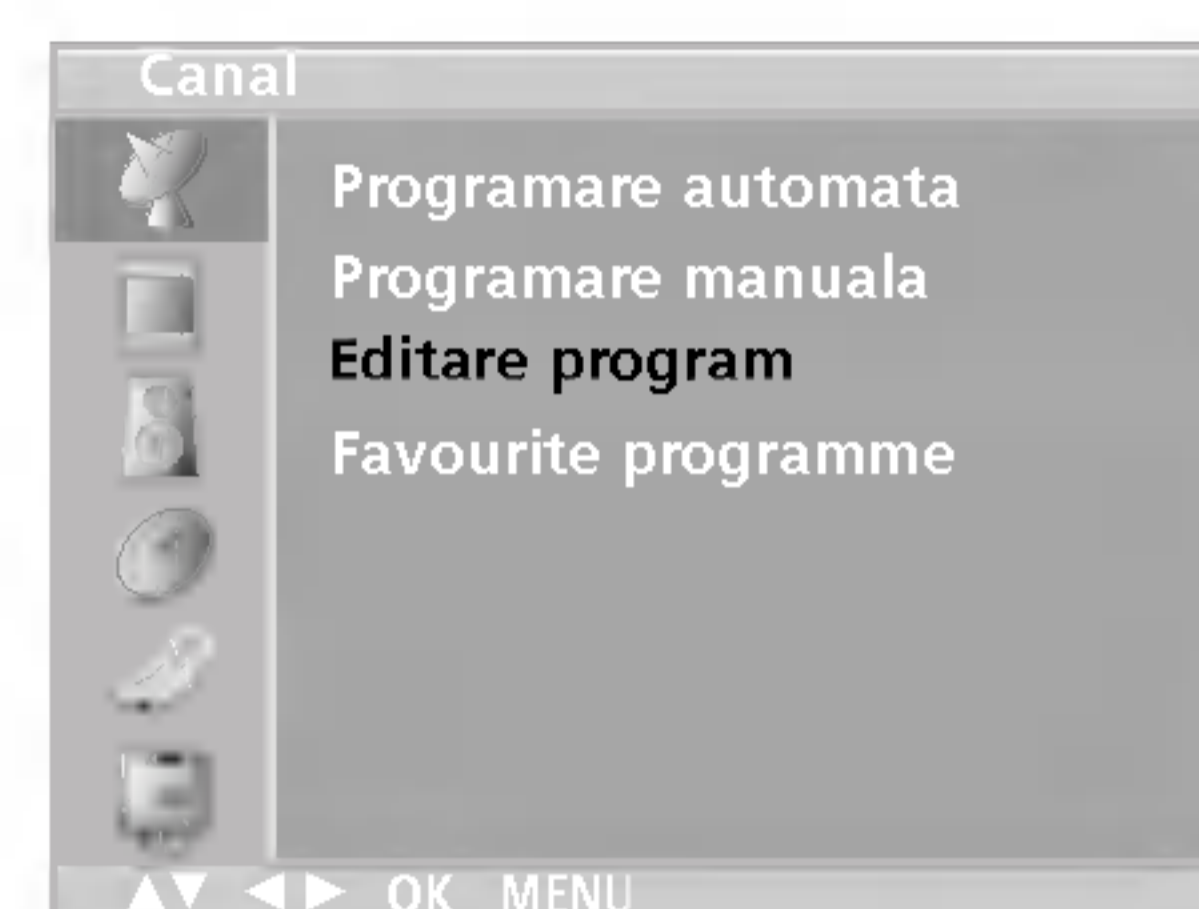 Canal
Programare automata
Programare manuala
Editare program
Favourite programme
▲▼ ◀ ▶ OK MENU